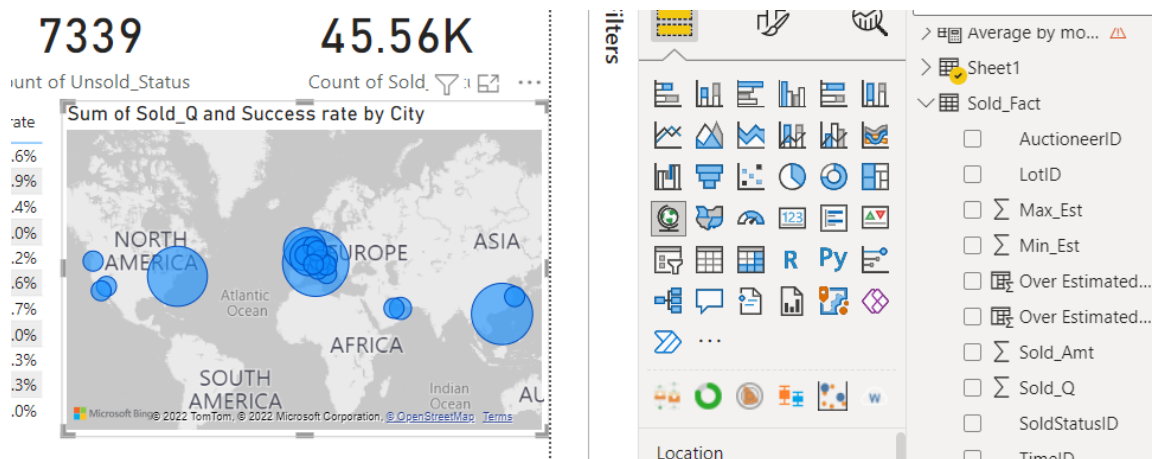 7339
45.56K
ount of Unsold_Status
Count of Sold_
Sum of Sold_Q and Success rate by City
rate
.6%
.9%
.4%
.0%
.2%
.6%
.7%
.0%
.3%
.3%
.0%
NORTH
AMERICA
EUROPE
ASIA
Atlantic
Ocean
AFRICA
SOUTH
AMERICA
Indian
Ocean
AU
Microsoft Bing
© 2022 TomTom, © 2022 Microsoft Corporation, © OpenStreetMap Terms
Filters
123
R
Py
...
W
Location
Average by mo...
Sheet1
Sold_Fact
AuctioneerID
LotID
Max_Est
Min_Est
Over Estimated...
Over Estimated...
Sold_Amt
Sold_Q
SoldStatusID
TimeID